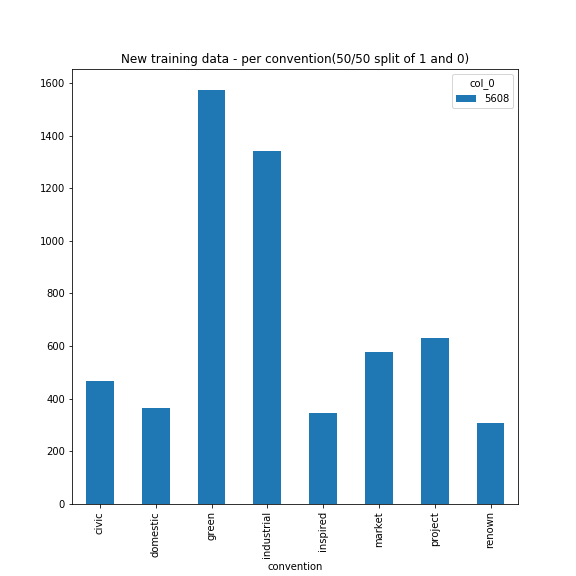 New training data - per convention(50/50 split of 1 and 0)
col_0
5608
1600
1400
1200
1000
800
600
400
200
0
civic
domestic
green
industrial
inspired
market
project
renown
convention